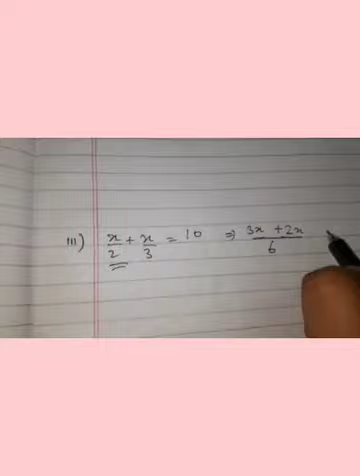 III) x/2 + x/3 = 10 ⇒ 3x + 2x/6